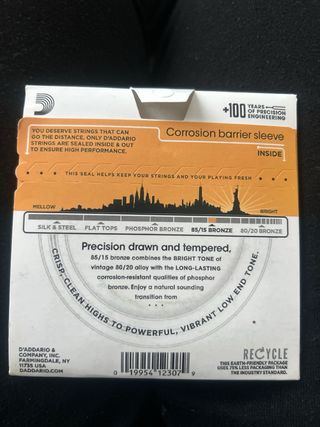 +100 YEARS OF PRECISION ENGINEERING
YOU DESERVE STRINGS THAT CAN
GO THE DISTANCE. ONLY D'ADDARIO
STRINGS ARE SEALED INSIDE & OUT
TO ENSURE HIGH PERFORMANCE.
Corrosion barrier sleeve
INSIDE
THIS SEAL HELPS KEEP YOUR STRINGS AND YOUR PLAYING FRESH
MELLOW
BRIGHT
SILK & STEEL FLAT TOPS PHOSPHOR BRONZE 85/15 BRONZE 80/20 BRONZE
Precision drawn and tempered,
85/15 bronze combines the BRIGHT TONE of
vintage 80/20 alloy with the LONG-LASTING
corrosion-resistant qualities of phosphor
bronze. Enjoy a natural sounding
transition from
CRISP, CLEAN HIGHS TO POWERFUL, VIBRANT LOW END TONE.
D'ADDARIO &
COMPANY, INC.
FARMINGDALE, NY
11735 USA
DADDARIO.COM
0 19954 12307 9
RECYCLE
THIS EARTH-FRIENDLY PACKAGE
USES 75% LESS PACKAGING THAN
THE INDUSTRY STANDARD.